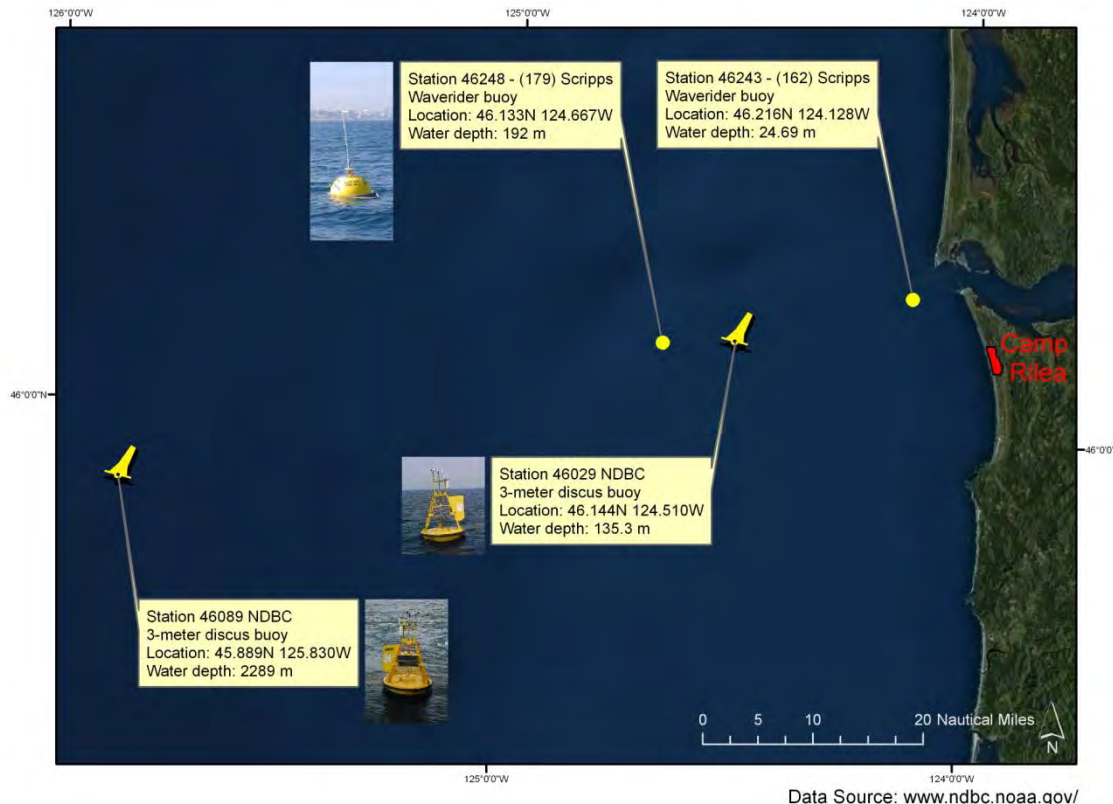 126°0'0"W
125°0'0"W
124°0'0"W
Station 46248 - (179) Scripps
Waverider buoy
Location: 46.133N 124.667W
Water depth: 192 m
Station 46243 - (162) Scripps
Waverider buoy
Location: 46.216N 124.128W
Water depth: 24.69 m
Camp
Rilea
46°0'0"N
46°0'0"N
Station 46029 NDBC
3-meter discus buoy
Location: 46.144N 124.510W
Water depth: 135.3 m
Station 46089 NDBC
3-meter discus buoy
Location: 45.889N 125.830W
Water depth: 2289 m
0 5 10 20 Nautical Miles
N
125°0'0"W
124°0'0"W
Data Source: www.ndbc.noaa.gov/